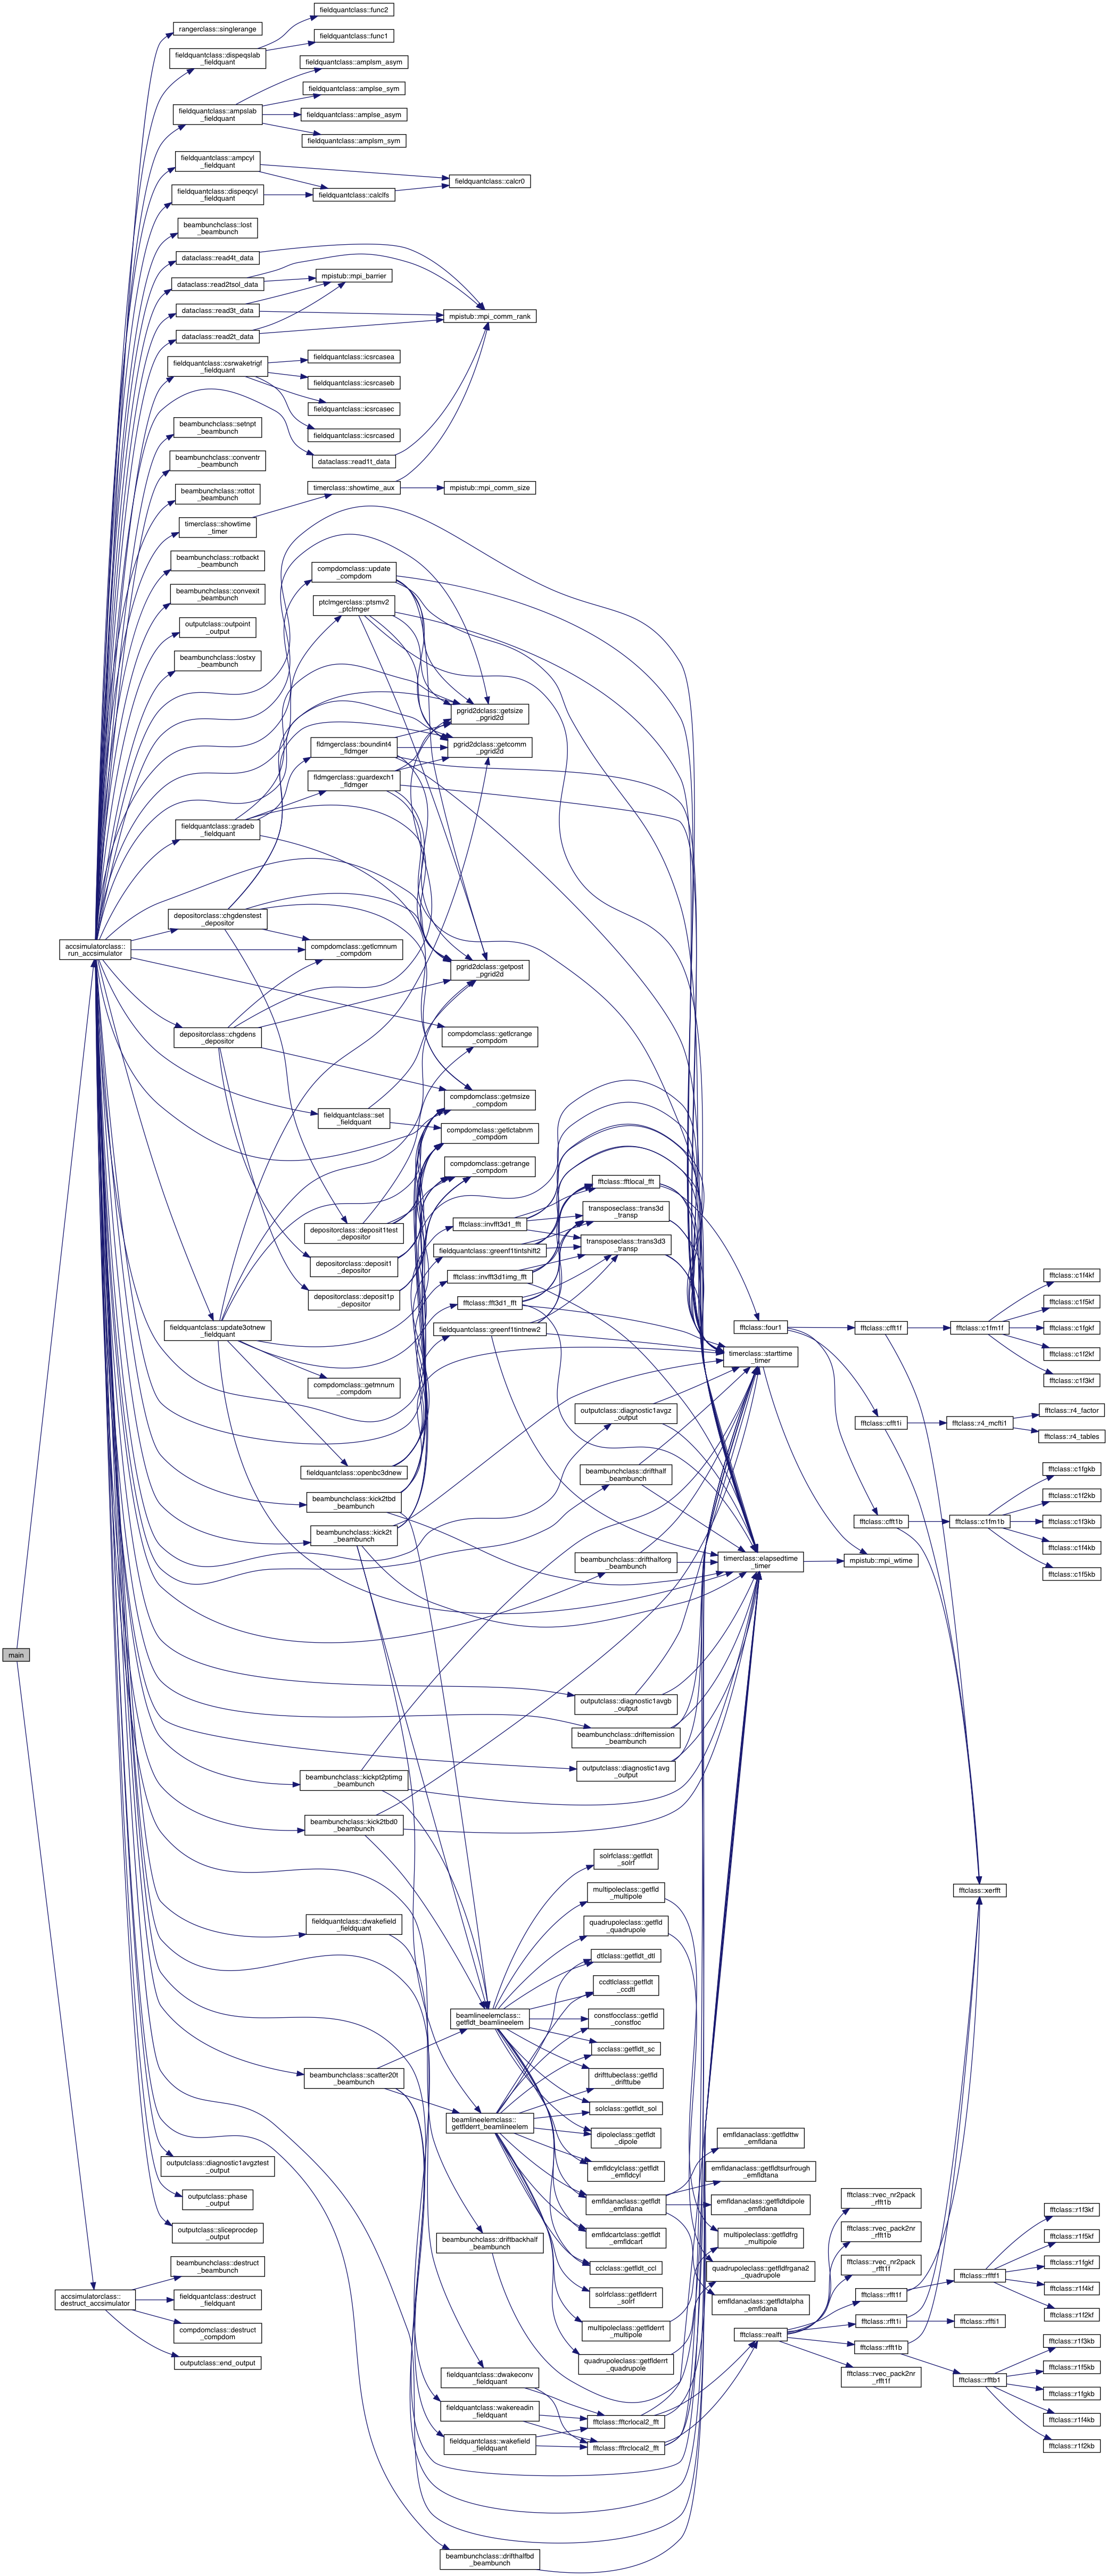 fieldquantclass::func2
rangerclass::singlerange
fieldquantclass::func1
fieldquantclass::dispeqslab
_fieldquant
fieldquantclass::amplsm_asym
fieldquantclass::amplse_sym
fieldquantclass::ampslab
_fieldquant
fieldquantclass::amplse_asym
fieldquantclass::amplsm_sym
fieldquantclass::ampcyl
_fieldquant
fieldquantclass::calcr0
fieldquantclass::dispeqcyl
_fieldquant
fieldquantclass::calclfs
beambunchclass::lost
_beambunch
dataclass::read4t_data
mpistub::mpi_barrier
dataclass::read2tsol_data
dataclass::read3t_data
mpistub::mpi_comm_rank
dataclass::read2t_data
fieldquantclass::icsrcasea
fieldquantclass::csrwaketrigf
_fieldquant
fieldquantclass::icsrcaseb
fieldquantclass::icsrcasec
beambunchclass::setnpt
_beambunch
fieldquantclass::icsrcased
beambunchclass::conventr
_beambunch
dataclass::read1t_data
timerclass::showtime_aux
mpistub::mpi_comm_size
beambunchclass::rottot
_beambunch
timerclass::showtime
_timer
beambunchclass::rotbackt
_beambunch
compdomclass::update
_compdom
beambunchclass::convexit
_beambunch
ptclmgerclass::ptsmv2
_ptclmger
outputclass::outpoint
_output
beambunchclass::lostxy
_beambunch
pgrid2dclass::getsize
_pgrid2d
fldmgerclass::boundint4
_fldmger
pgrid2dclass::getcomm
_pgrid2d
fldmgerclass::guardexch1
_fldmger
fieldquantclass::gradeb
_fieldquant
depositorclass::chgdenstest
_depositor
accsimulatorclass::
run_accsimulator
compdomclass::getlcmnum
_compdom
pgrid2dclass::getpost
_pgrid2d
depositorclass::chgdens
_depositor
compdomclass::getlcrange
_compdom
compdomclass::getmsize
_compdom
fieldquantclass::set
_fieldquant
compdomclass::getlctabnm
_compdom
compdomclass::getrange
_compdom
fftclass::fftlocal_fft
transposeclass::trans3d
_transp
depositorclass::deposit1test
_depositor
fftclass::invfft3d1_fft
fieldquantclass::greenf1tintshift2
transposeclass::trans3d3
_transp
depositorclass::deposit1
_depositor
fftclass::invfft3d1img_fft
fftclass::c1f4kf
depositorclass::deposit1p
_depositor
fftclass::fft3d1_fft
fftclass::c1f5kf
fieldquantclass::update3otnew
_fieldquant
fieldquantclass::greenf1tintnew2
fftclass::four1
fftclass::cfft1f
fftclass::c1fm1f
fftclass::c1fgkf
timerclass::starttime
_timer
fftclass::c1f2kf
compdomclass::getmnum
_compdom
fftclass::c1f3kf
outputclass::diagnostic1avgz
_output
fftclass::cfft1i
fftclass::r4_mcfti1
fftclass::r4_factor
fftclass::r4_tables
fieldquantclass::openbc3dnew
beambunchclass::drifthalf
_beambunch
fftclass::c1fgkb
beambunchclass::kick2tbd
_beambunch
fftclass::c1f2kb
beambunchclass::kick2t
_beambunch
fftclass::cfft1b
fftclass::c1fm1b
fftclass::c1f3kb
fftclass::c1f4kb
beambunchclass::drifthalforg
_beambunch
timerclass::elapsedtime
_timer
mpistub::mpi_wtime
fftclass::c1f5kb
main
outputclass::diagnostic1avgb
_output
beambunchclass::driftemission
_beambunch
beambunchclass::kickpt2ptimg
_beambunch
outputclass::diagnostic1avg
_output
beambunchclass::kick2tbd0
_beambunch
solrfclass::getfldt
_solrf
multipoleclass::getfld
_multipole
fftclass::xerfft
fieldquantclass::dwakefield
_fieldquant
quadrupoleclass::getfld
_quadrupole
dtlclass::getfldt_dtl
ccdtlclass::getfldt
_ccdtl
beamlineelemclass::
getfldt_beamlineelem
constfocclass::getfld
_constfoc
scclass::getfldt_sc
beambunchclass::scatter20t
_beambunch
drifttubeclass::getfld
_drifttube
solclass::getfldt_sol
beamlineelemclass::
getflderrt_beamlineelem
dipoleclass::getfldt
_dipole
emfldanaclass::getfldttw
_emfldana
outputclass::diagnostic1avgztest
_output
emfldcylclass::getfldt
_emfldcyl
emfldanaclass::getfldtsurfrough
_emfldtana
outputclass::phase
_output
emfldanaclass::getfldt
_emfldana
emfldanaclass::getfldtdipole
_emfldana
fftclass::rvec_nr2pack
_rfft1b
outputclass::sliceprocdep
_output
beambunchclass::driftbackhalf
_beambunch
emfldcartclass::getfldt
_emfldcart
multipoleclass::getfldfrg
_multipole
fftclass::rvec_pack2nr
_rfft1b
fftclass::r1f3kf
beambunchclass::destruct
_beambunch
cclclass::getfldt_ccl
quadrupoleclass::getfldfrgana2
_quadrupole
fftclass::rvec_nr2pack
_rfft1f
fftclass::r1f5kf
accsimulatorclass::
destruct_accsimulator
fieldquantclass::destruct
_fieldquant
solrfclass::getflderrt
_solrf
emfldanaclass::getfldtalpha
_emfldana
fftclass::rfft1f
fftclass::rfftf1
fftclass::r1fgkf
fftclass::r1f4kf
compdomclass::destruct
_compdom
multipoleclass::getflderrt
_multipole
fftclass::realft
fftclass::rfft1i
fftclass::rffti1
fftclass::r1f2kf
outputclass::end_output
quadrupoleclass::getflderrt
_quadrupole
fftclass::rfft1b
fftclass::r1f3kb
fieldquantclass::dwakeconv
_fieldquant
fftclass::rvec_pack2nr
_rfft1f
fftclass::rfftb1
fftclass::r1f5kb
fftclass::r1fgkb
fieldquantclass::wakereadin
_fieldquant
fftclass::fftcrlocal2_fft
fftclass::r1f4kb
fieldquantclass::wakefield
_fieldquant
fftclass::fftrclocal2_fft
fftclass::r1f2kb
beambunchclass::drifthalfbd
_beambunch